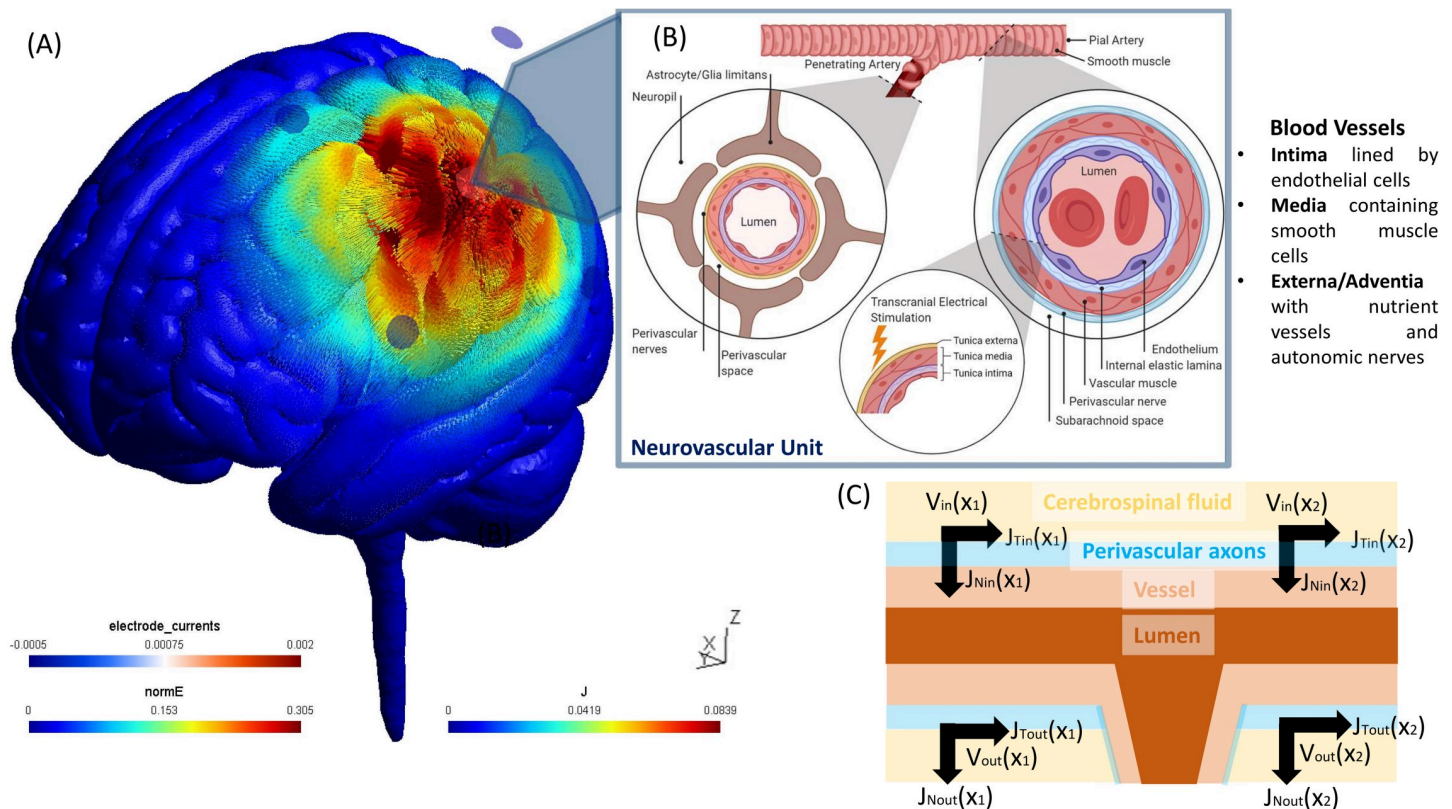 (A)
(B)
Pial Artery
Smooth muscle
Penetrating Artery
Astrocyte/Glia limitans
Neuropil
Lumen
Lumen
Perivascular
nerves
Perivascular
space
Transcranial Electrical
Stimulation
Tunica externa
Tunica media
Tunica intima
Endothelium
Internal elastic lamina
Vascular muscle
Perivascular nerve
Subarachnoid space
Neurovascular Unit
Blood Vessels
• Intima lined by
endothelial cells
• Media containing
smooth muscle
cells
• Externa/Adventia
with nutrient
vessels and
autonomic nerves
(B)
electrode_currents
-0.0005 0.00075 0.002
normE
0 0.153 0.305
J
0 0.0419 0.0839
Z
X
Y
(C)
Vin(x1) Cerebrospinal fluid Vin(x2)
JTin(x1) JTin(x2)
Perivascular axons
JNin(x1) JNin(x2)
Vessel
Lumen
JTout(x1) JTout(x2)
Vout(x1) Vout(x2)
JNout(x1) JNout(x2)